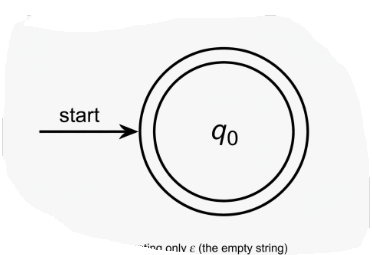 start
q₀
only ε (the empty string)